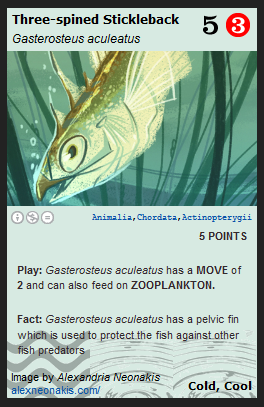 Three-spined Stickleback
Gasterosteus aculeatus
5 3
Animalia,Chordata,Actinopterygii
5 POINTS
Play: Gasterosteus aculeatus has a MOVE of
2 and can also feed on ZOOPLANKTON.
Fact: Gasterosteus aculeatus has a pelvic fin
which is used to protect the fish against other
fish predators
Image by Alexandria Neonakis
alexneonakis.com/
Cold, Cool